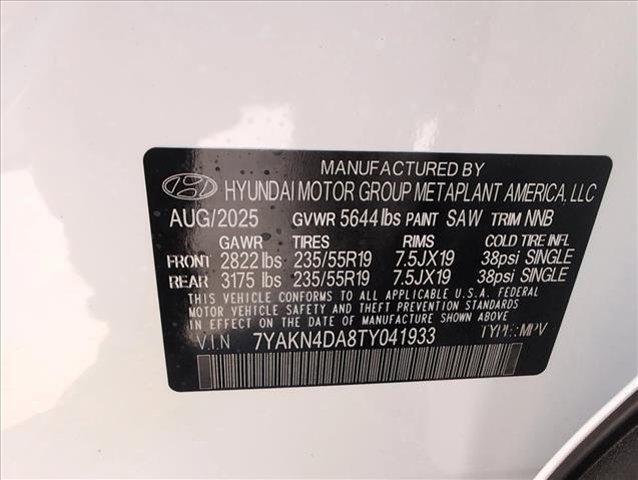 MANUFACTURED BY
HYUNDAI MOTOR GROUP METAPLANT AMERICA, LLC
AUG/2025 GVWR 5644 lbs PAINT SAW TRIM NNB
GAWR TIRES RIMS COLD TIRE INFL
FRONT 2822 lbs 235/55R19 7.5JX19 38psi SINGLE
REAR 3175 lbs 235/55R19 7.5JX19 38psi SINGLE
THIS VEHICLE CONFORMS TO ALL APPLICABLE U.S.A. FEDERAL
MOTOR VEHICLE SAFETY AND THEFT PREVENTION STANDARDS
IN EFFECT ON THE DATE OF MANUFACTURE SHOWN ABOVE.
V.I.N 7YAKN4DA8TY041933 TYPE:MPV